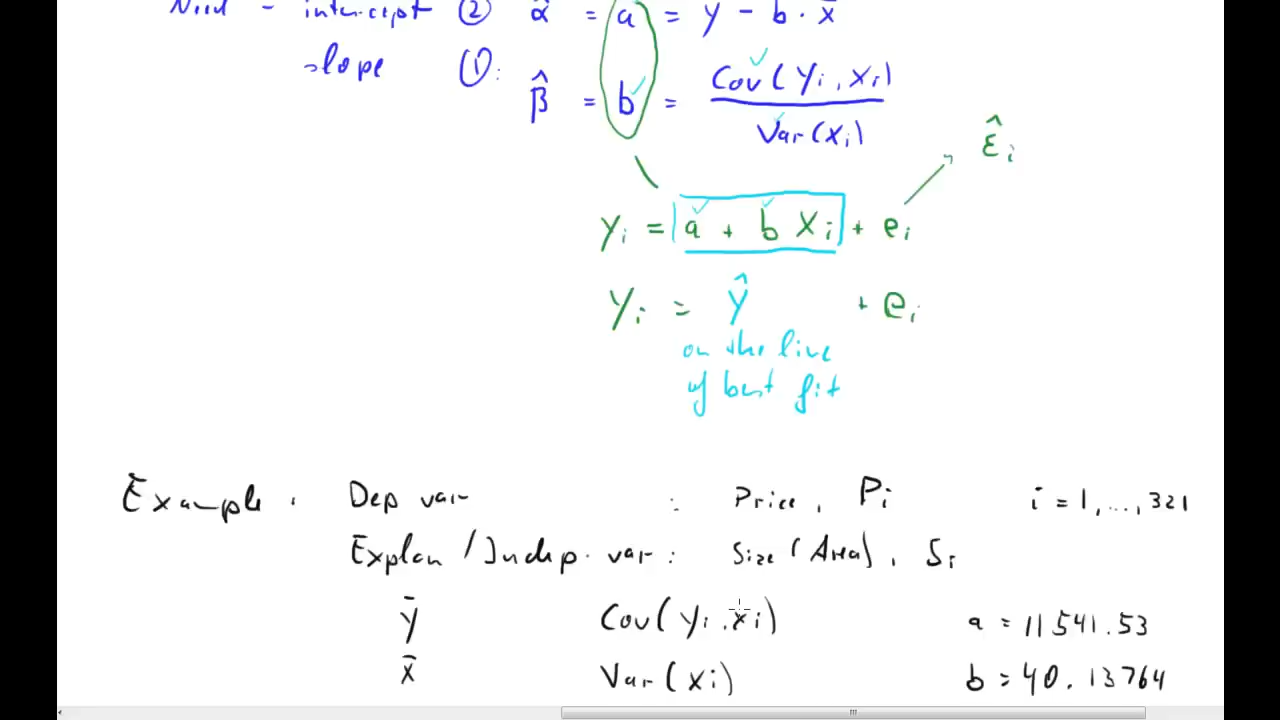 Need - intercept ② α̂ = a = y - b · x̄
slope ①: β̂ = b = Cov(yi, xi) / Var(xi)
ε̂i
yi = a + b xi + ei
yi = ŷ + ei
on the line
of best fit
Example : Dep var : Price, Pi i = 1, ..., 321
Explan / Indep. var : Size (Area), Si
ȳ Cov(yi, xi) a = 11541.53
x̄ Var(xi) b = 40.13764